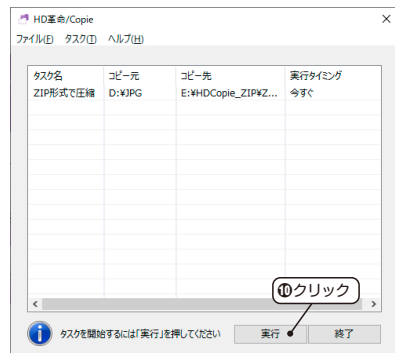 HD革命/Copie
ファイル(F) タスク(T) ヘルプ(H)
タスク名 コピー元 コピー先 実行タイミング
ZIP形式で圧縮 D:¥JPG E:¥HDCopie_ZIP¥Z... 今すぐ
❿クリック
タスクを開始するには「実行」を押してください 実行 終了